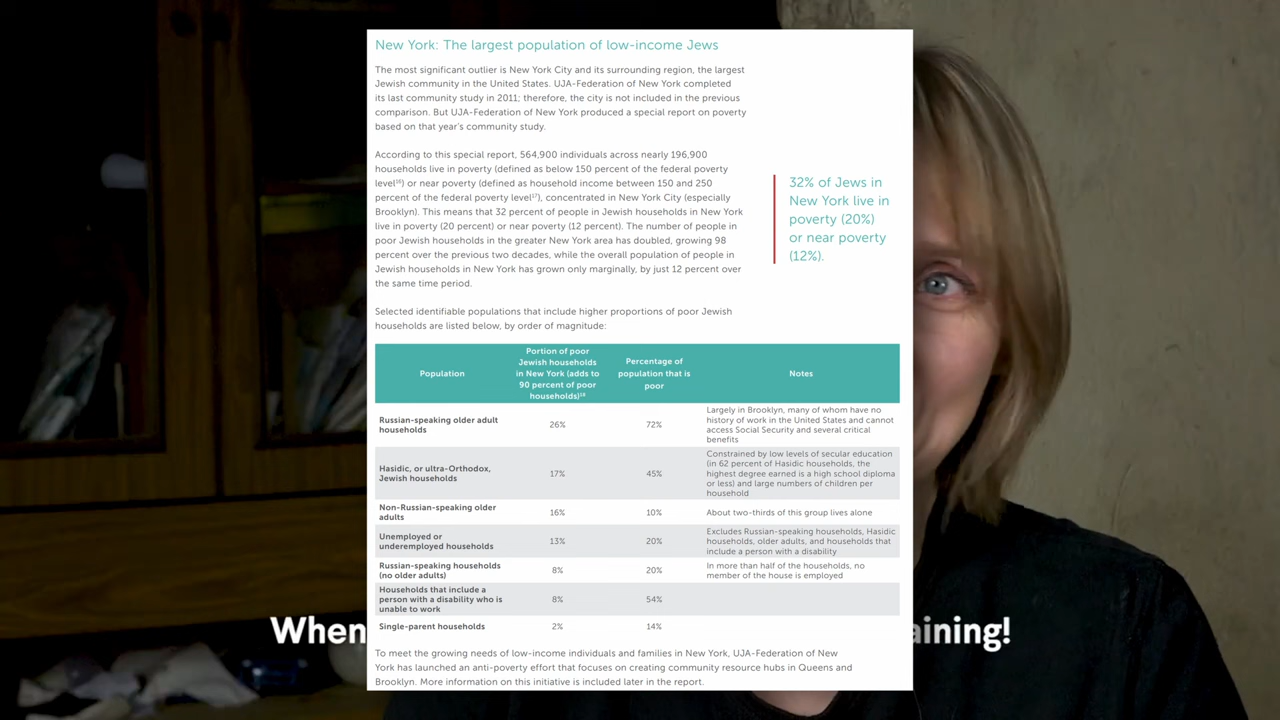 New York: The largest population of low-income Jews
The most significant outlier is New York City and its surrounding region, the largest
Jewish community in the United States. UJA-Federation of New York completed
its last community study in 2011; therefore, the city is not included in the previous
comparison. But UJA-Federation of New York produced a special report on poverty
based on that year's community study.
According to this special report, 564,900 individuals across nearly 196,900
households live in poverty (defined as below 150 percent of the federal poverty
level¹⁶) or near poverty (defined as household income between 150 and 250
percent of the federal poverty level¹⁷), concentrated in New York City (especially
Brooklyn). This means that 32 percent of people in Jewish households in New York
live in poverty (20 percent) or near poverty (12 percent). The number of people in
poor Jewish households in the greater New York area has doubled, growing 98
percent over the previous two decades, while the overall population of people in
Jewish households in New York has grown only marginally, by just 12 percent over
the same time period.
32% of Jews in
New York live in
poverty (20%)
or near poverty
(12%).
Selected identifiable populations that include higher proportions of poor Jewish
households are listed below, by order of magnitude:
Population
Portion of poor
Jewish households
in New York (adds to
90 percent of poor
households)¹⁸
Percentage of
population that is
poor
Notes
Russian-speaking older adult
households
26%
72%
Largely in Brooklyn, many of whom have no
history of work in the United States and cannot
access Social Security and several critical
benefits
Hasidic, or ultra-Orthodox,
Jewish households
17%
45%
Constrained by low levels of secular education
(in 62 percent of Hasidic households, the
highest degree earned is a high school diploma
or less) and large numbers of children per
household
Non-Russian-speaking older
adults
16%
10%
About two-thirds of this group lives alone
Unemployed or
underemployed households
13%
20%
Excludes Russian-speaking households, Hasidic
households, older adults, and households that
include a person with a disability
Russian-speaking households
(no older adults)
8%
20%
In more than half of the households, no
member of the house is employed
Households that include a
person with a disability who is
unable to work
8%
54%
Single-parent households
2%
14%
To meet the growing needs of low-income individuals and families in New York, UJA-Federation of New
York has launched an anti-poverty effort that focuses on creating community resource hubs in Queens and
Brooklyn. More information on this initiative is included later in the report.
When aining!